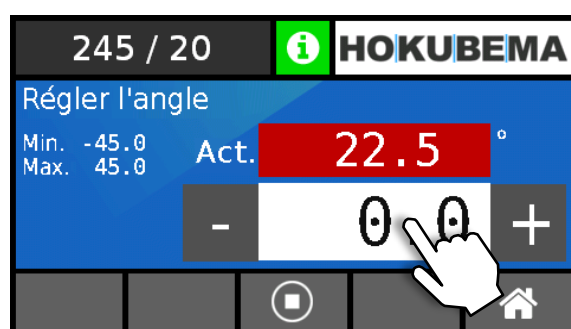 245 / 20
i HOKUBEMA
Régler l'angle
Min. -45.0
Max. 45.0
Act. 22.5 °
- 0.0 +